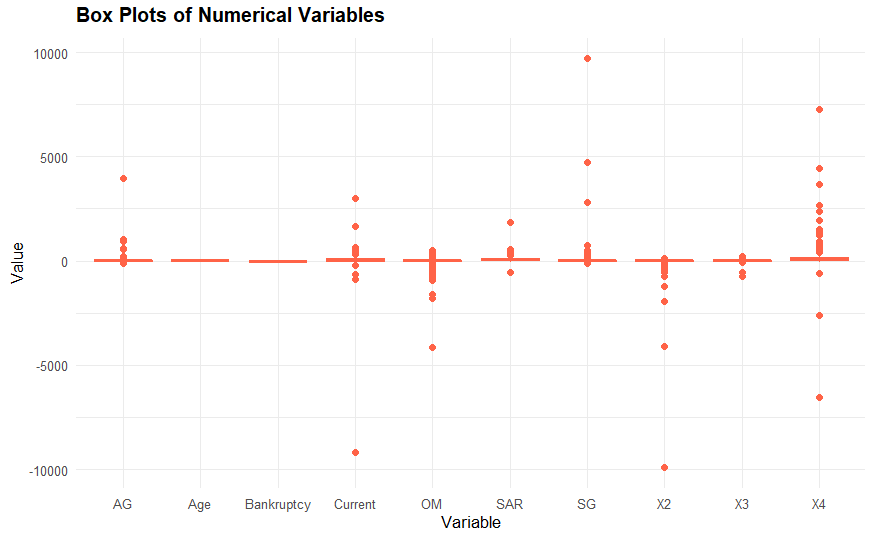 Box Plots of Numerical Variables
10000
5000
0
-5000
-10000
Value
AG Age Bankruptcy Current OM SAR SG X2 X3 X4
Variable